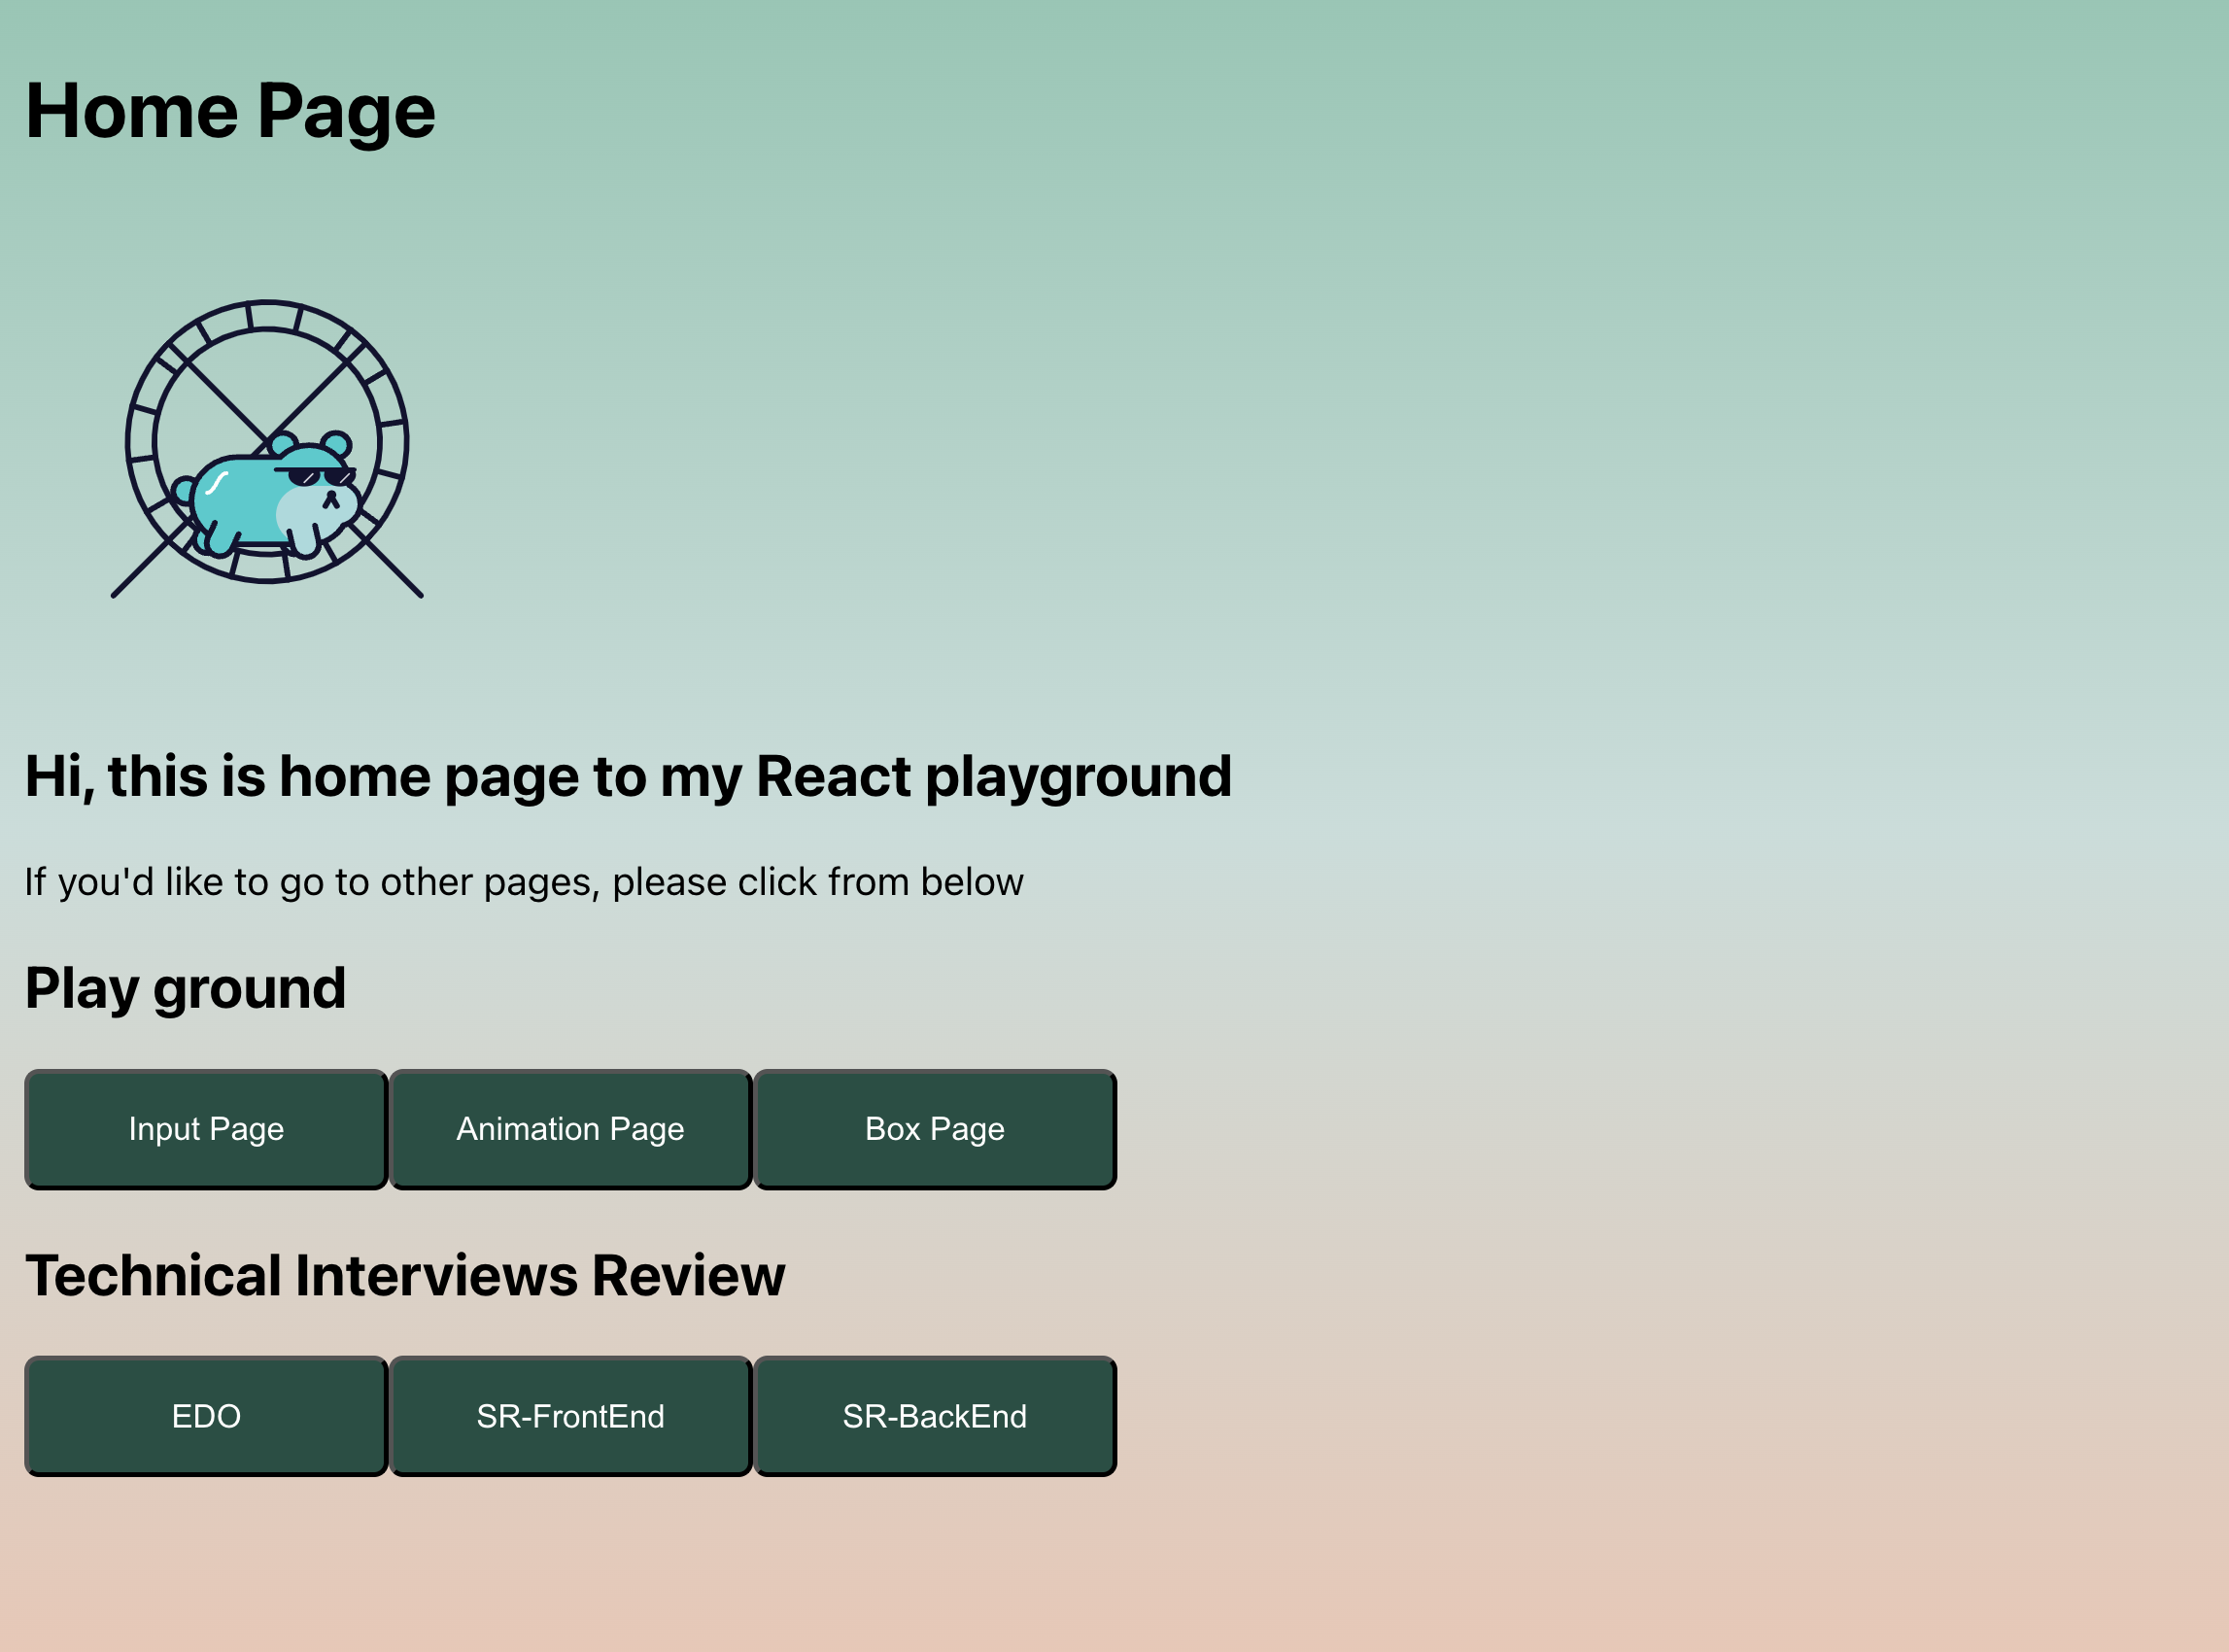 Home Page
Hi, this is home page to my React playground
If you'd like to go to other pages, please click from below
Play ground
Input Page Animation Page Box Page
Technical Interviews Review
EDO SR-FrontEnd SR-BackEnd